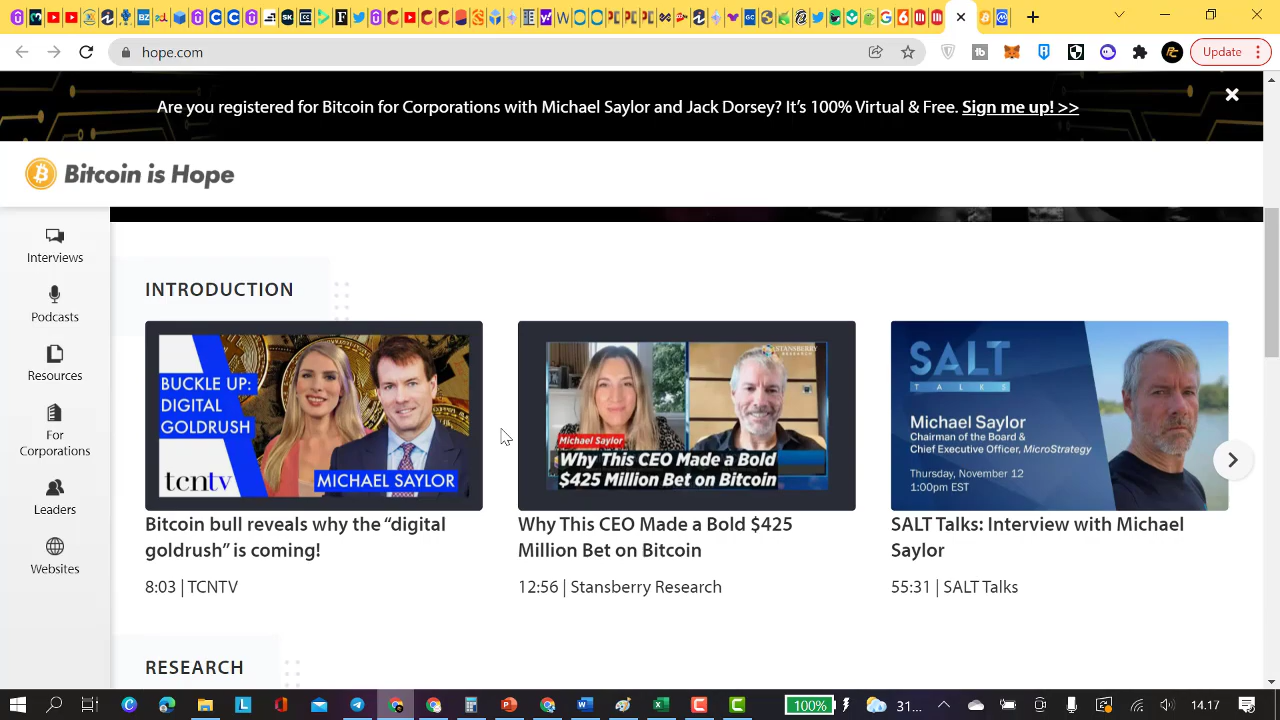 hope.com
Update
Are you registered for Bitcoin for Corporations with Michael Saylor and Jack Dorsey? It's 100% Virtual & Free. Sign me up! >>
Bitcoin is Hope
Interviews
Podcasts
Resources
For
Corporations
Leaders
Websites
INTRODUCTION
BUCKLE UP:
DIGITAL
GOLDRUSH
tcntv
MICHAEL SAYLOR
Bitcoin bull reveals why the “digital
goldrush” is coming!
8:03 | TCNTV
STANSBERRY
RESEARCH
Michael Saylor
Why This CEO Made a Bold
$425 Million Bet on Bitcoin
Why This CEO Made a Bold $425
Million Bet on Bitcoin
12:56 | Stansberry Research
SALT
TALKS
Michael Saylor
Chairman of the Board &
Chief Executive Officer, MicroStrategy
Thursday, November 12
1:00pm EST
SALT Talks: Interview with Michael
Saylor
55:31 | SALT Talks
RESEARCH
100%
31...
14.17